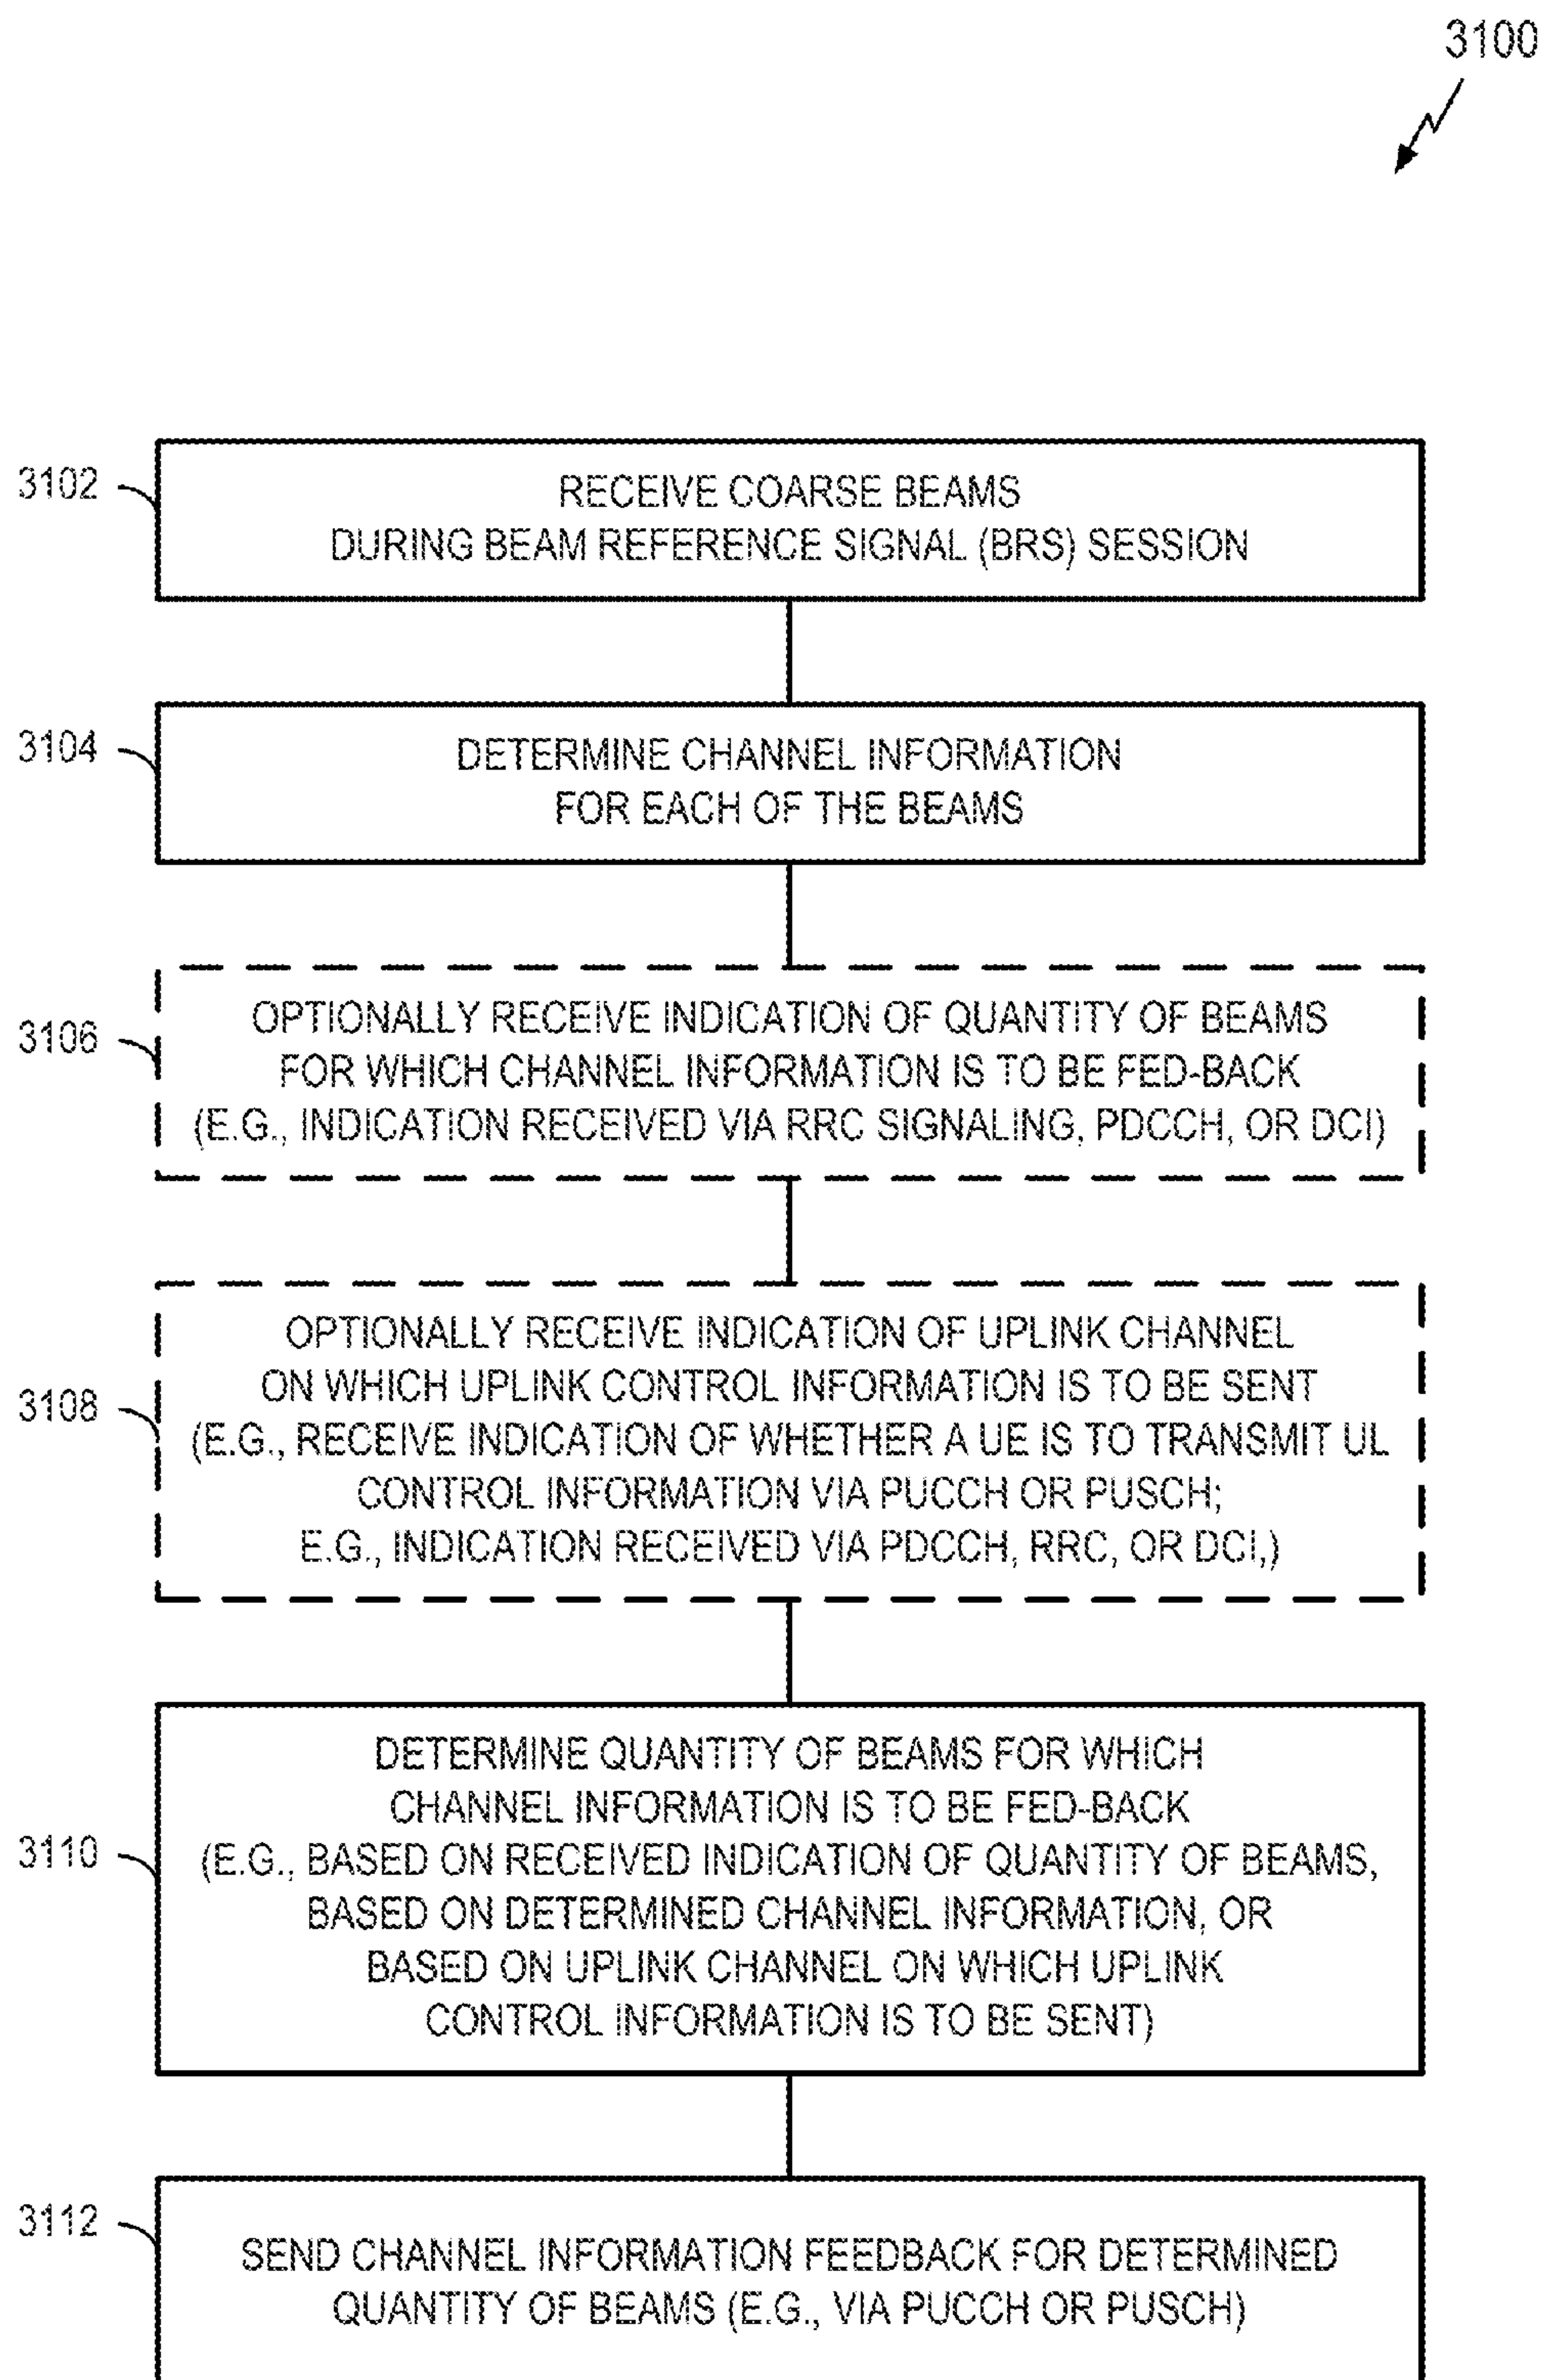 3100
3102
RECEIVE COARSE BEAMS
DURING BEAM REFERENCE SIGNAL (BRS) SESSION
3104
DETERMINE CHANNEL INFORMATION
FOR EACH OF THE BEAMS
3106
OPTIONALLY RECEIVE INDICATION OF QUANTITY OF BEAMS
FOR WHICH CHANNEL INFORMATION IS TO BE FED-BACK
(E.G., INDICATION RECEIVED VIA RRC SIGNALING, PDCCH, OR DCI)
3108
OPTIONALLY RECEIVE INDICATION OF UPLINK CHANNEL
ON WHICH UPLINK CONTROL INFORMATION IS TO BE SENT
(E.G., RECEIVE INDICATION OF WHETHER A UE IS TO TRANSMIT UL
CONTROL INFORMATION VIA PUCCH OR PUSCH;
E.G., INDICATION RECEIVED VIA PDCCH, RRC, OR DCI,)
3110
DETERMINE QUANTITY OF BEAMS FOR WHICH
CHANNEL INFORMATION IS TO BE FED-BACK
(E.G., BASED ON RECEIVED INDICATION OF QUANTITY OF BEAMS,
BASED ON DETERMINED CHANNEL INFORMATION, OR
BASED ON UPLINK CHANNEL ON WHICH UPLINK
CONTROL INFORMATION IS TO BE SENT)
3112
SEND CHANNEL INFORMATION FEEDBACK FOR DETERMINED
QUANTITY OF BEAMS (E.G., VIA PUCCH OR PUSCH)